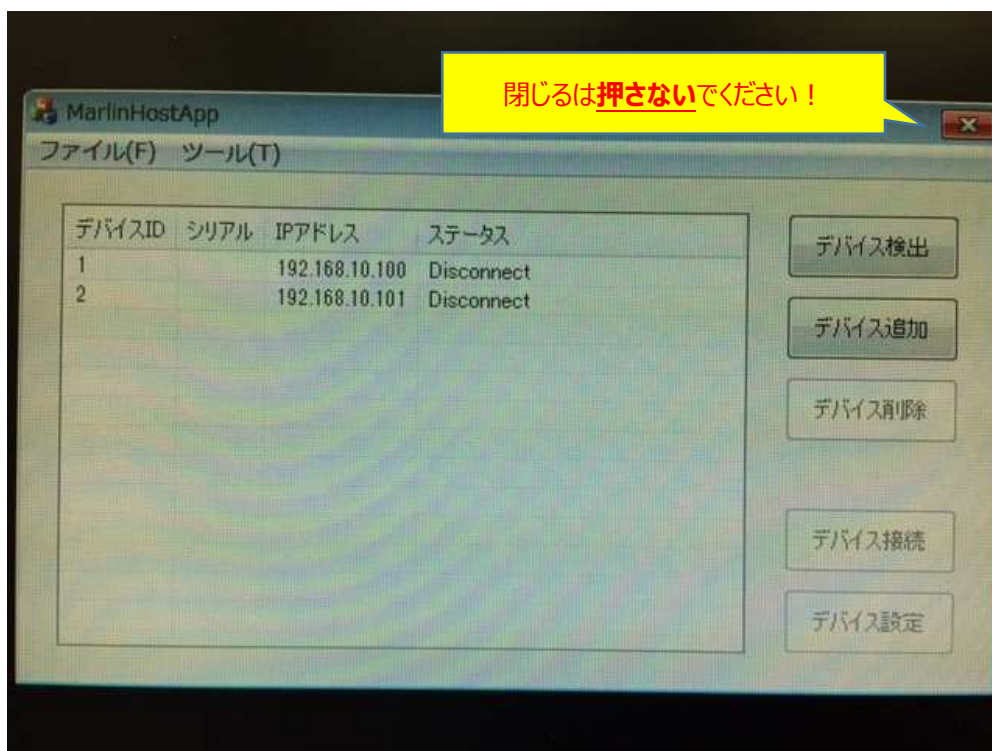 閉じるは押さないでください！
MarlinHostApp
ファイル(F) ツール(T)
デバイスID シリアル IPアドレス ステータス
1 192.168.10.100 Disconnect
2 192.168.10.101 Disconnect
デバイス検出
デバイス追加
デバイス削除
デバイス接続
デバイス設定